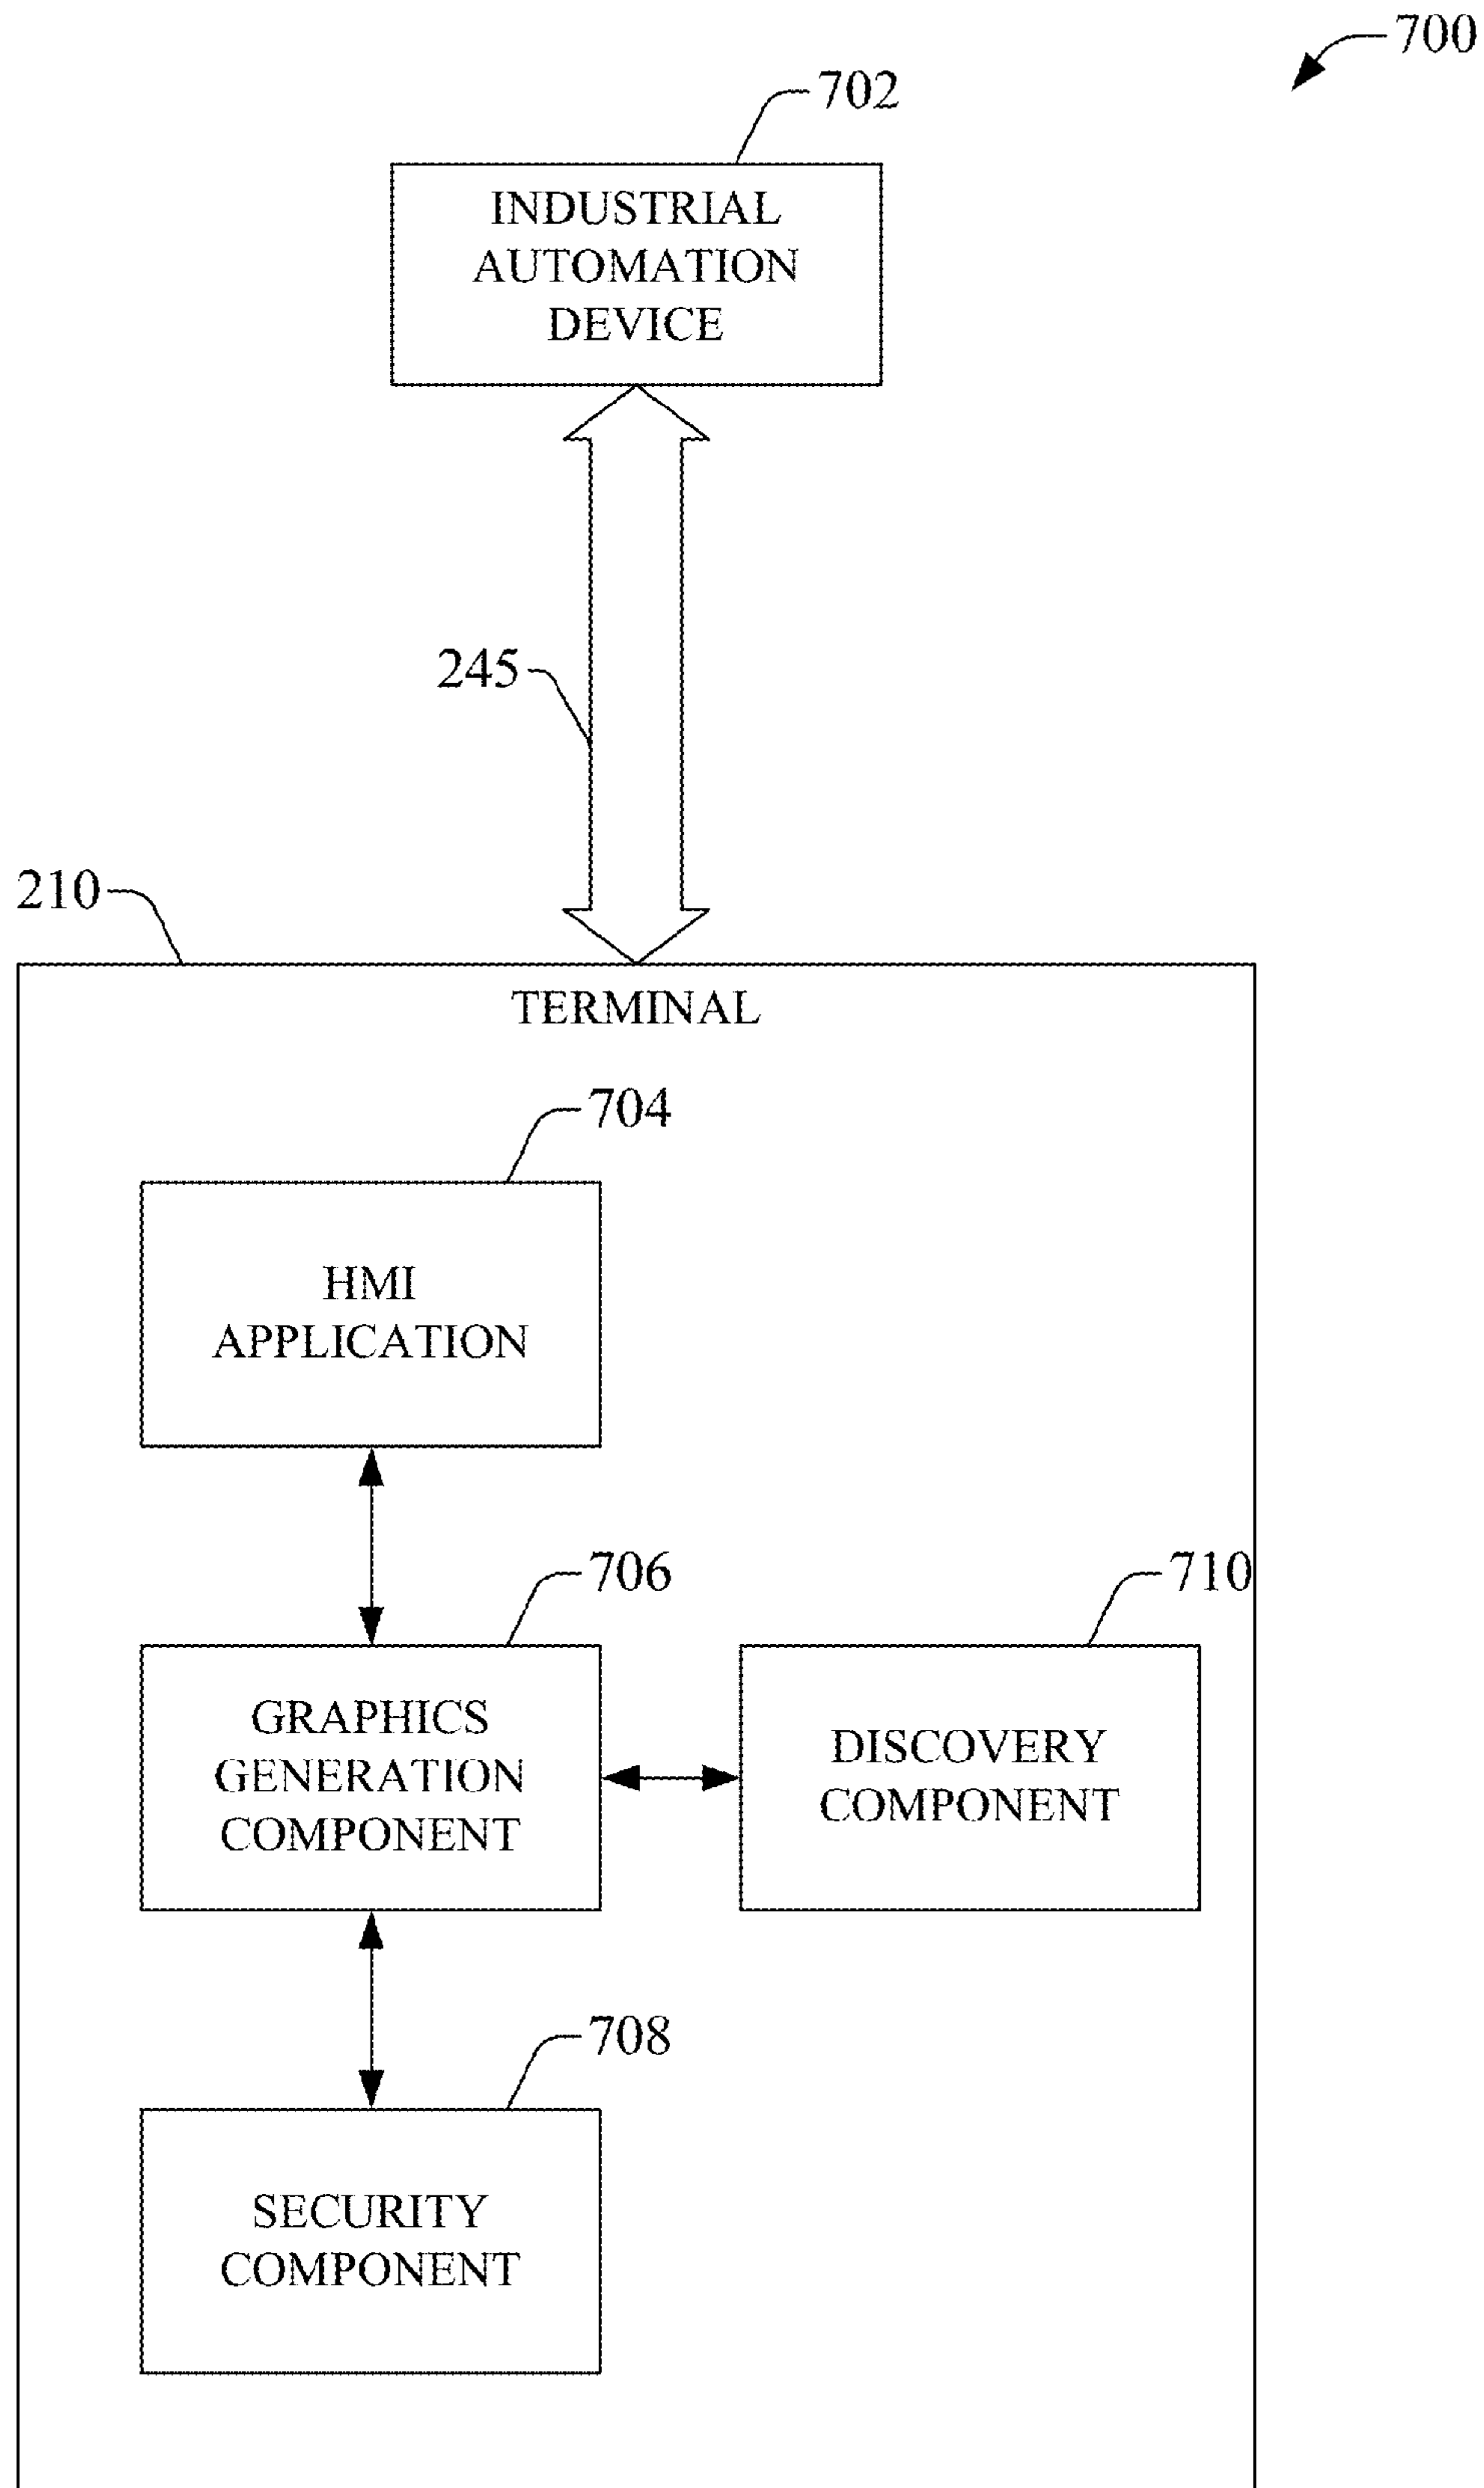 700
702
INDUSTRIAL
AUTOMATION
DEVICE
245
210
TERMINAL
704
HMI
APPLICATION
706
710
GRAPHICS
GENERATION
COMPONENT
DISCOVERY
COMPONENT
708
SECURITY
COMPONENT